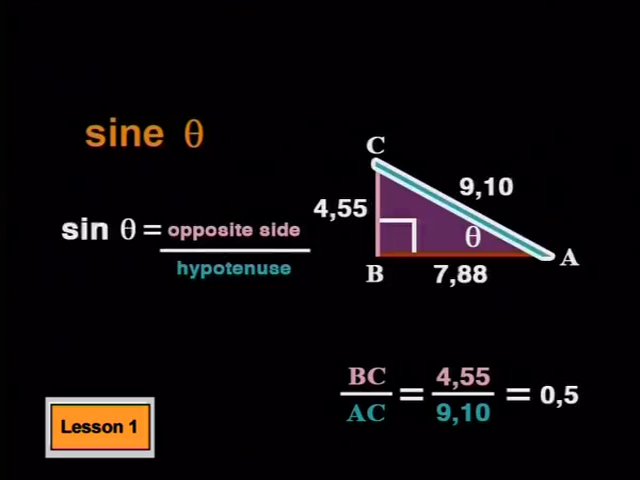 sine θ
sin θ = opposite side
hypotenuse
C
9,10
4,55
θ
B
A
7,88
BC = 4,55 = 0,5
AC 9,10
Lesson 1